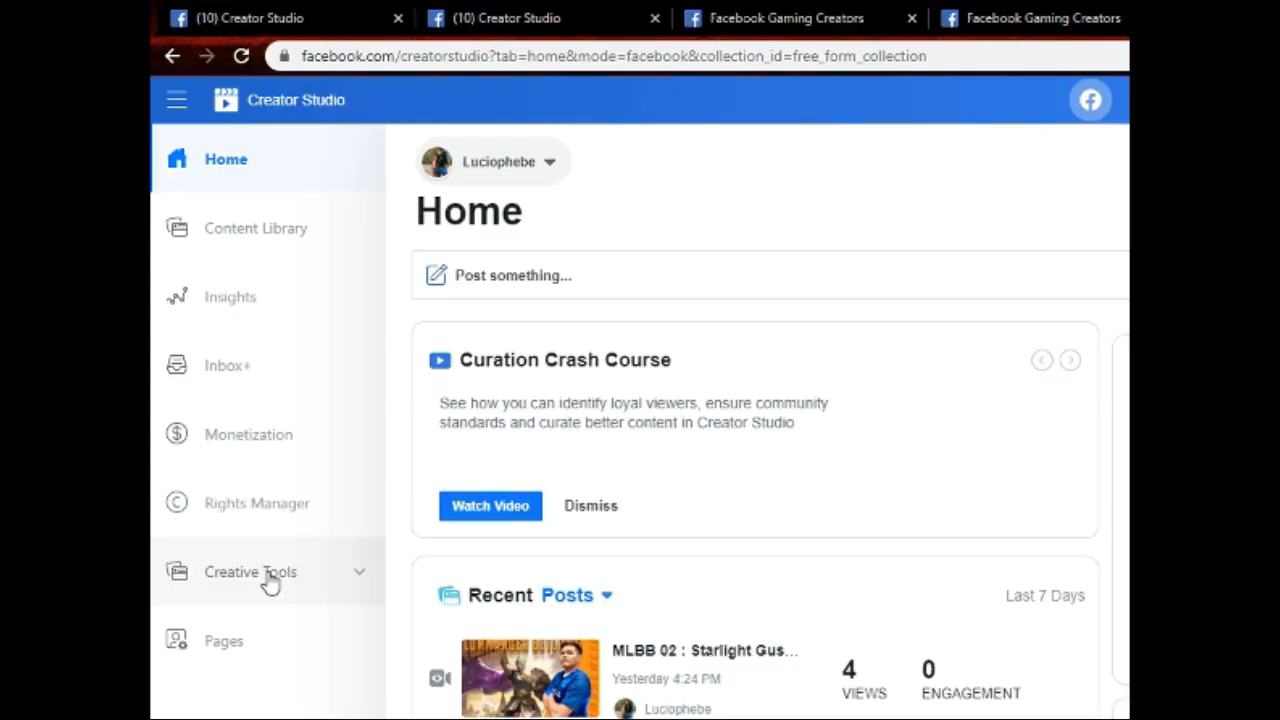 (10) Creator Studio
(10) Creator Studio
Facebook Gaming Creators
Facebook Gaming Creators
facebook.com/creatorstudio?tab=home&mode=facebook&collection_id=free_form_collection
Creator Studio
Home
Content Library
Insights
Inbox+
Monetization
Rights Manager
Creative Tools
Pages
Luciophebe
Home
Post something...
Curation Crash Course
See how you can identify loyal viewers, ensure community
standards and curate better content in Creator Studio
Watch Video Dismiss
Recent Posts Last 7 Days
MLBB 02 : Starlight Gus...
Yesterday 4:24 PM
Luciophebe
4
VIEWS
0
ENGAGEMENT